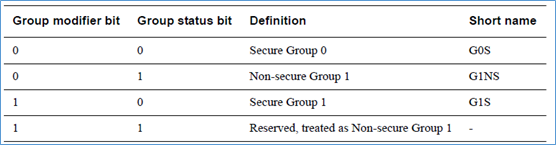 Group modifier bit Group status bit Definition Short name
0 0 Secure Group 0 G0S
0 1 Non-secure Group 1 G1NS
1 0 Secure Group 1 G1S
1 1 Reserved, treated as Non-secure Group 1 -